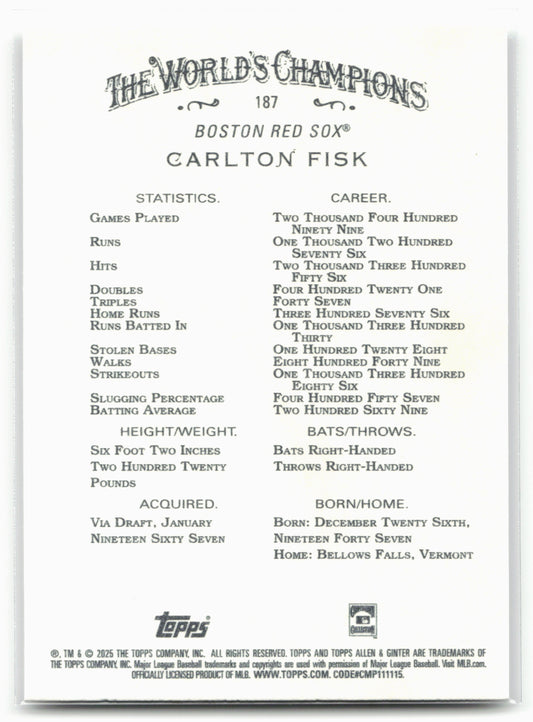 THE WORLD'S CHAMPIONS
187
BOSTON RED SOX®
CARLTON FISK
STATISTICS. CAREER.
GAMES PLAYED TWO THOUSAND FOUR HUNDRED
NINETY NINE
RUNS ONE THOUSAND TWO HUNDRED
SEVENTY SIX
HITS TWO THOUSAND THREE HUNDRED
FIFTY SIX
DOUBLES FOUR HUNDRED TWENTY ONE
TRIPLES FORTY SEVEN
HOME RUNS THREE HUNDRED SEVENTY SIX
RUNS BATTED IN ONE THOUSAND THREE HUNDRED
THIRTY
STOLEN BASES ONE HUNDRED TWENTY EIGHT
WALKS EIGHT HUNDRED FORTY NINE
STRIKEOUTS ONE THOUSAND THREE HUNDRED
EIGHTY SIX
SLUGGING PERCENTAGE FOUR HUNDRED FIFTY SEVEN
BATTING AVERAGE TWO HUNDRED SIXTY NINE
HEIGHT/WEIGHT. BATS/THROWS.
SIX FOOT TWO INCHES BATS RIGHT-HANDED
TWO HUNDRED TWENTY THROWS RIGHT-HANDED
POUNDS
ACQUIRED. BORN/HOME.
VIA DRAFT, JANUARY BORN: DECEMBER TWENTY SIXTH,
NINETEEN SIXTY SEVEN NINETEEN FORTY SEVEN
HOME: BELLOWS FALLS, VERMONT
Topps
®, TM & © 2025 THE TOPPS COMPANY, INC. ALL RIGHTS RESERVED. TOPPS AND TOPPS ALLEN & GINTER ARE TRADEMARKS OF
THE TOPPS COMPANY, INC. Major League Baseball trademarks and copyrights are used with permission of Major League Baseball. Visit MLB.com.
OFFICIALLY LICENSED PRODUCT OF MLB. WWW.TOPPS.COM. CODE#CMP111115.